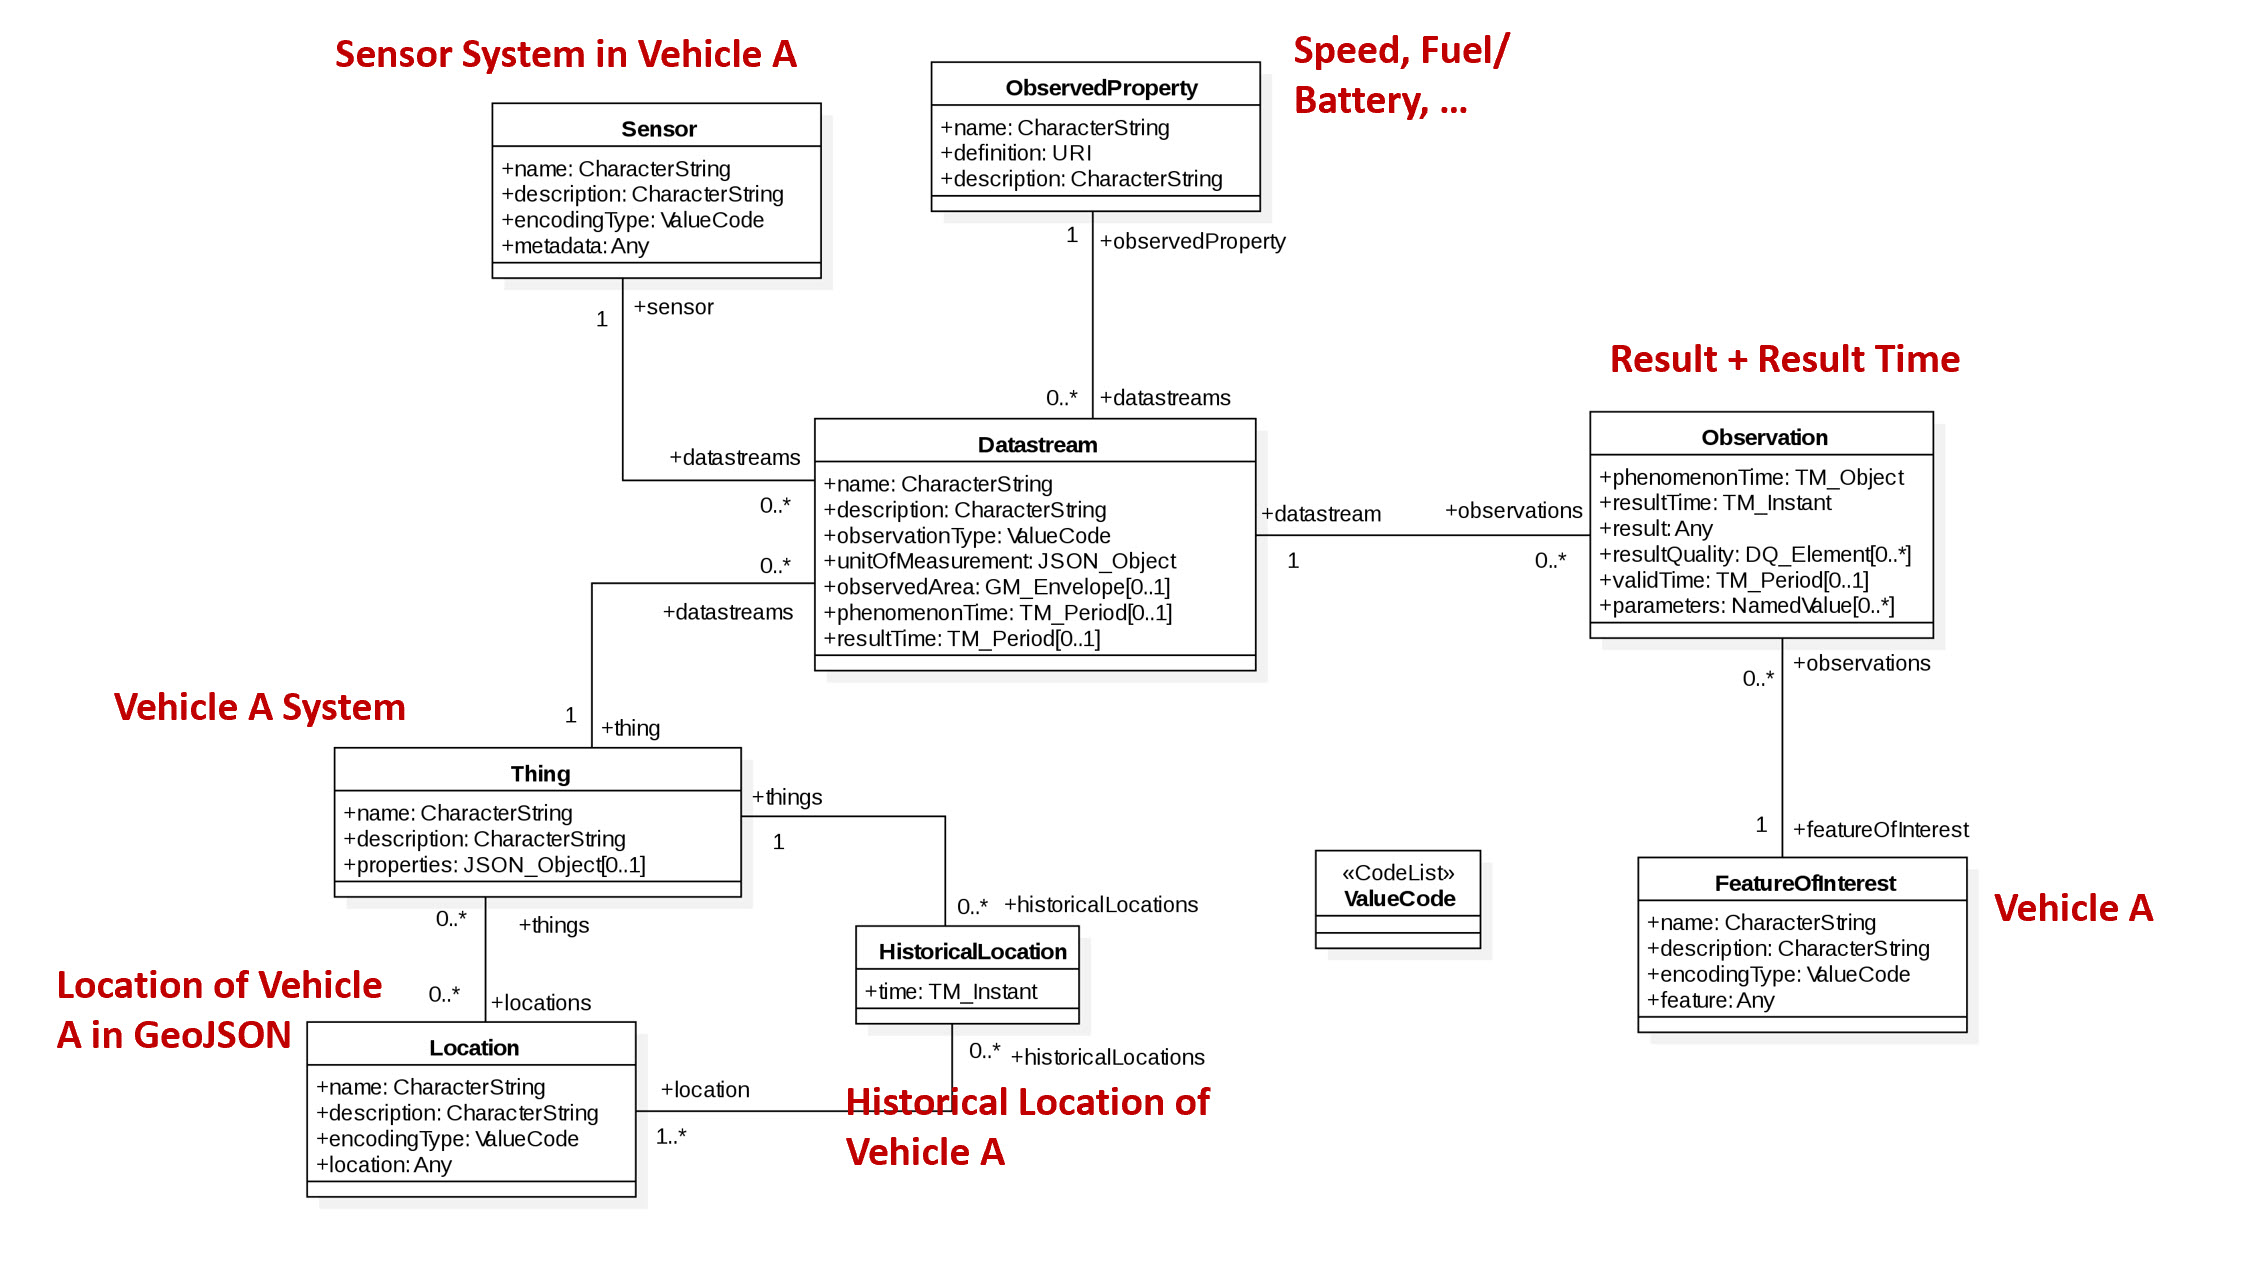 Sensor System in Vehicle A
Speed, Fuel/
Battery, ...
Sensor
+name: CharacterString
+description: CharacterString
+encodingType: ValueCode
+metadata: Any
ObservedProperty
+name: CharacterString
+definition: URI
+description: CharacterString
1
+observedProperty
1
+sensor
0..*
+datastreams
+datastreams
0..*
Result + Result Time
Datastream
+name: CharacterString
+description: CharacterString
+observationType: ValueCode
+unitOfMeasurement: JSON_Object
+observedArea: GM_Envelope[0..1]
+phenomenonTime: TM_Period[0..1]
+resultTime: TM_Period[0..1]
+datastream
1
+observations
0..*
Observation
+phenomenonTime: TM_Object
+resultTime: TM_Instant
+result: Any
+resultQuality: DQ_Element[0..*]
+validTime: TM_Period[0..1]
+parameters: NamedValue[0..*]
0..*
+datastreams
+observations
0..*
Vehicle A System
1
+thing
Thing
+name: CharacterString
+description: CharacterString
+properties: JSON_Object[0..1]
+things
1
1
+featureOfInterest
«CodeList»
ValueCode
FeatureOfInterest
+name: CharacterString
+description: CharacterString
+encodingType: ValueCode
+feature: Any
Vehicle A
0..*
+things
0..*
+historicalLocations
HistoricalLocation
+time: TM_Instant
Location of Vehicle
A in GeoJSON
0..*
+locations
Location
+name: CharacterString
+description: CharacterString
+encodingType: ValueCode
+location: Any
0..*
+historicalLocations
+location
1..*
Historical Location of
Vehicle A